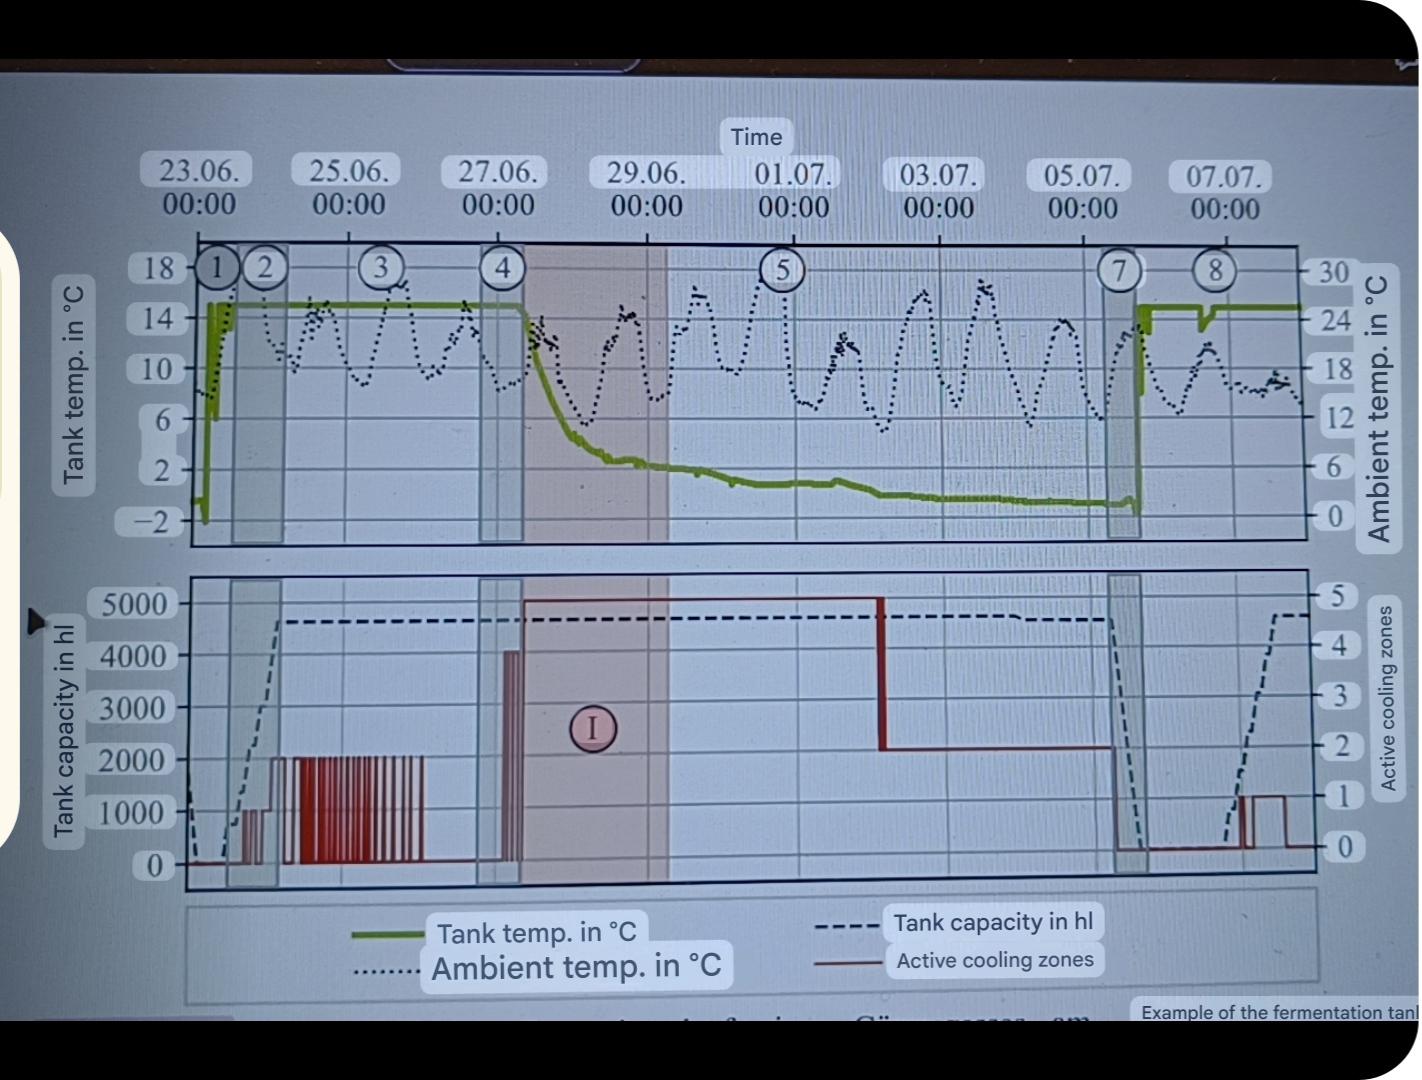 Time
23.06. 25.06. 27.06. 29.06. 01.07. 03.07. 05.07. 07.07.
00:00 00:00 00:00 00:00 00:00 00:00 00:00 00:00
Tank temp. in °C
18
14
10
6
2
−2
1 2 3 4 5 7 8
30
24
18
12
6
0
Ambient temp. in °C
Tank capacity in hl
5000
4000
3000
2000
1000
0
I
5
4
3
2
1
0
Active cooling zones
Tank temp. in °C
Ambient temp. in °C
Tank capacity in hl
Active cooling zones
Example of the fermentation